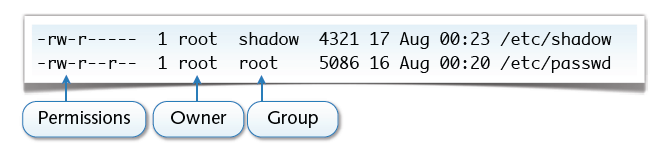 -rw-r----- 1 root shadow 4321 17 Aug 00:23 /etc/shadow
-rw-r--r-- 1 root root 5086 16 Aug 00:20 /etc/passwd
Permissions Owner Group